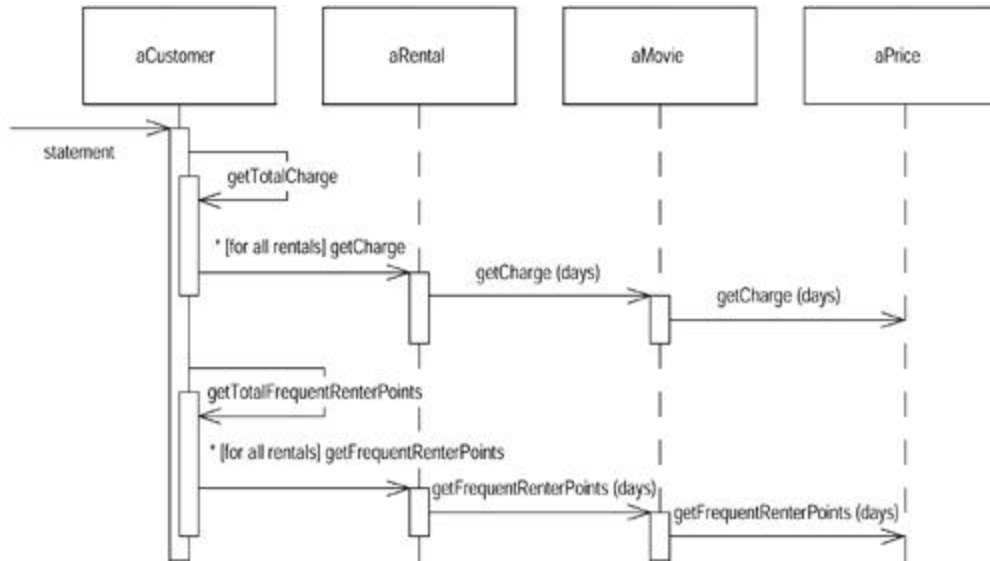 aCustomer
aRental
aMovie
aPrice
statement
getTotalCharge
* [for all rentals] getCharge
getCharge (days)
getCharge (days)
getTotalFrequentRenterPoints
* [for all rentals] getFrequentRenterPoints
getFrequentRenterPoints (days)
getFrequentRenterPoints (days)